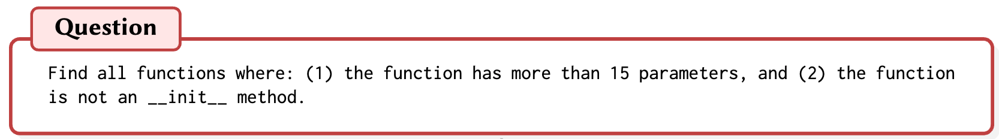 Question
Find all functions where: (1) the function has more than 15 parameters, and (2) the function
is not an __init__ method.